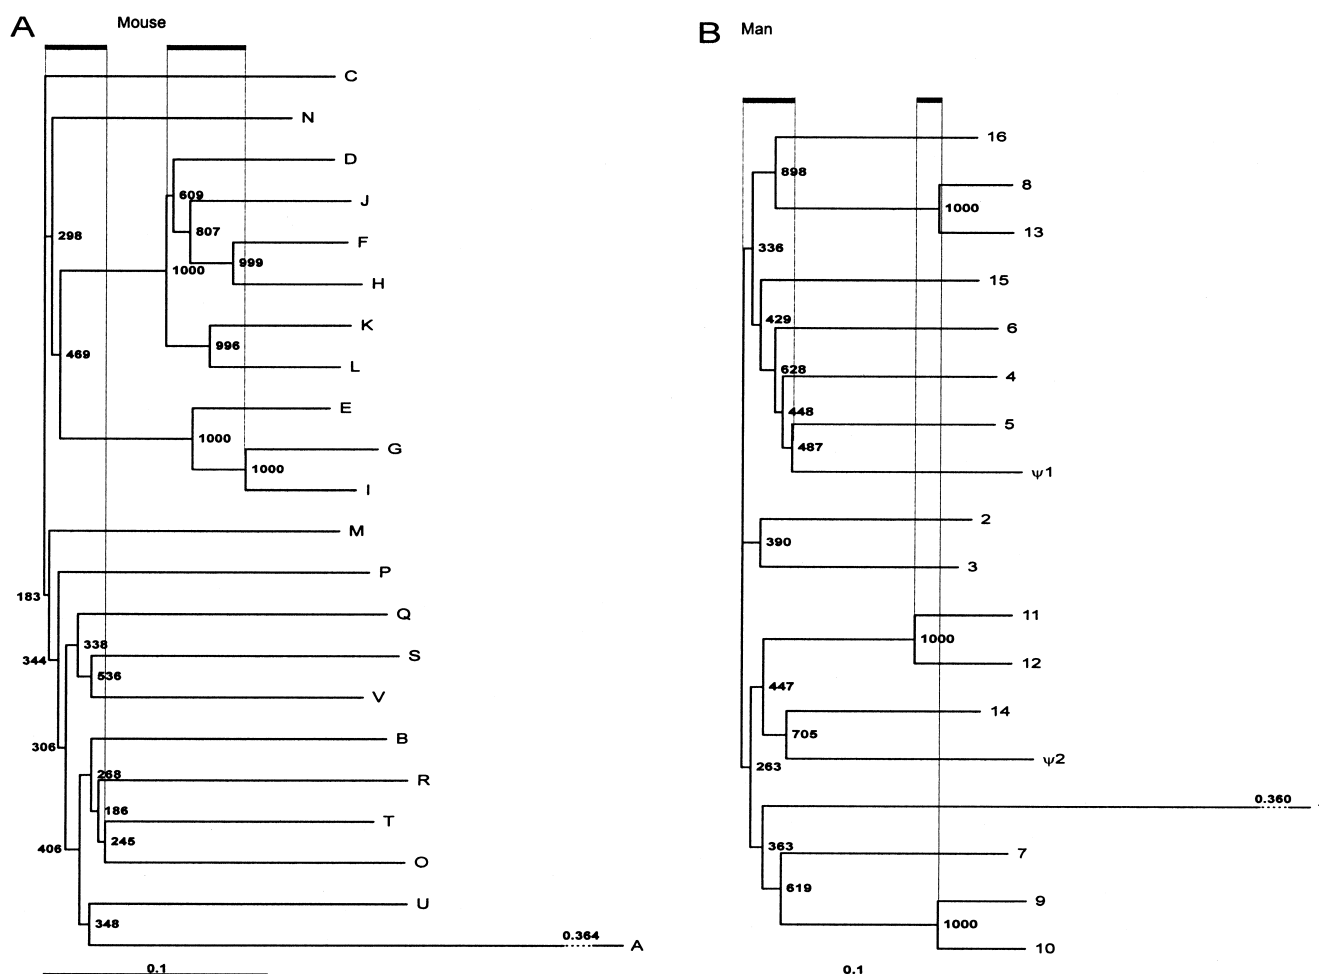 A Mouse
C
N
D
609
J
807
298
F
999
1000
H
K
996
469
L
E
1000
G
1000
I
M
P
183
Q
338
344
S
536
V
B
306
268
R
186
T
245
406
O
U
348
0.364
A
0.1
B Man
16
898
8
1000
13
336
15
429
6
628
4
448
5
487
ψ1
2
390
3
11
1000
12
447
14
705
ψ2
263
0.360
363
7
619
9
1000
10
0.1